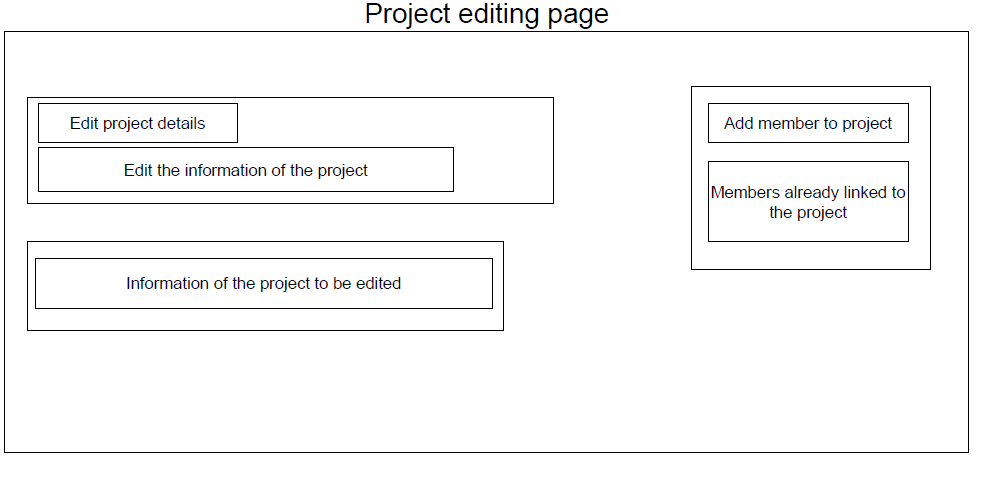 Project editing page
Edit project details
Edit the information of the project
Information of the project to be edited
Add member to project
Members already linked to
the project